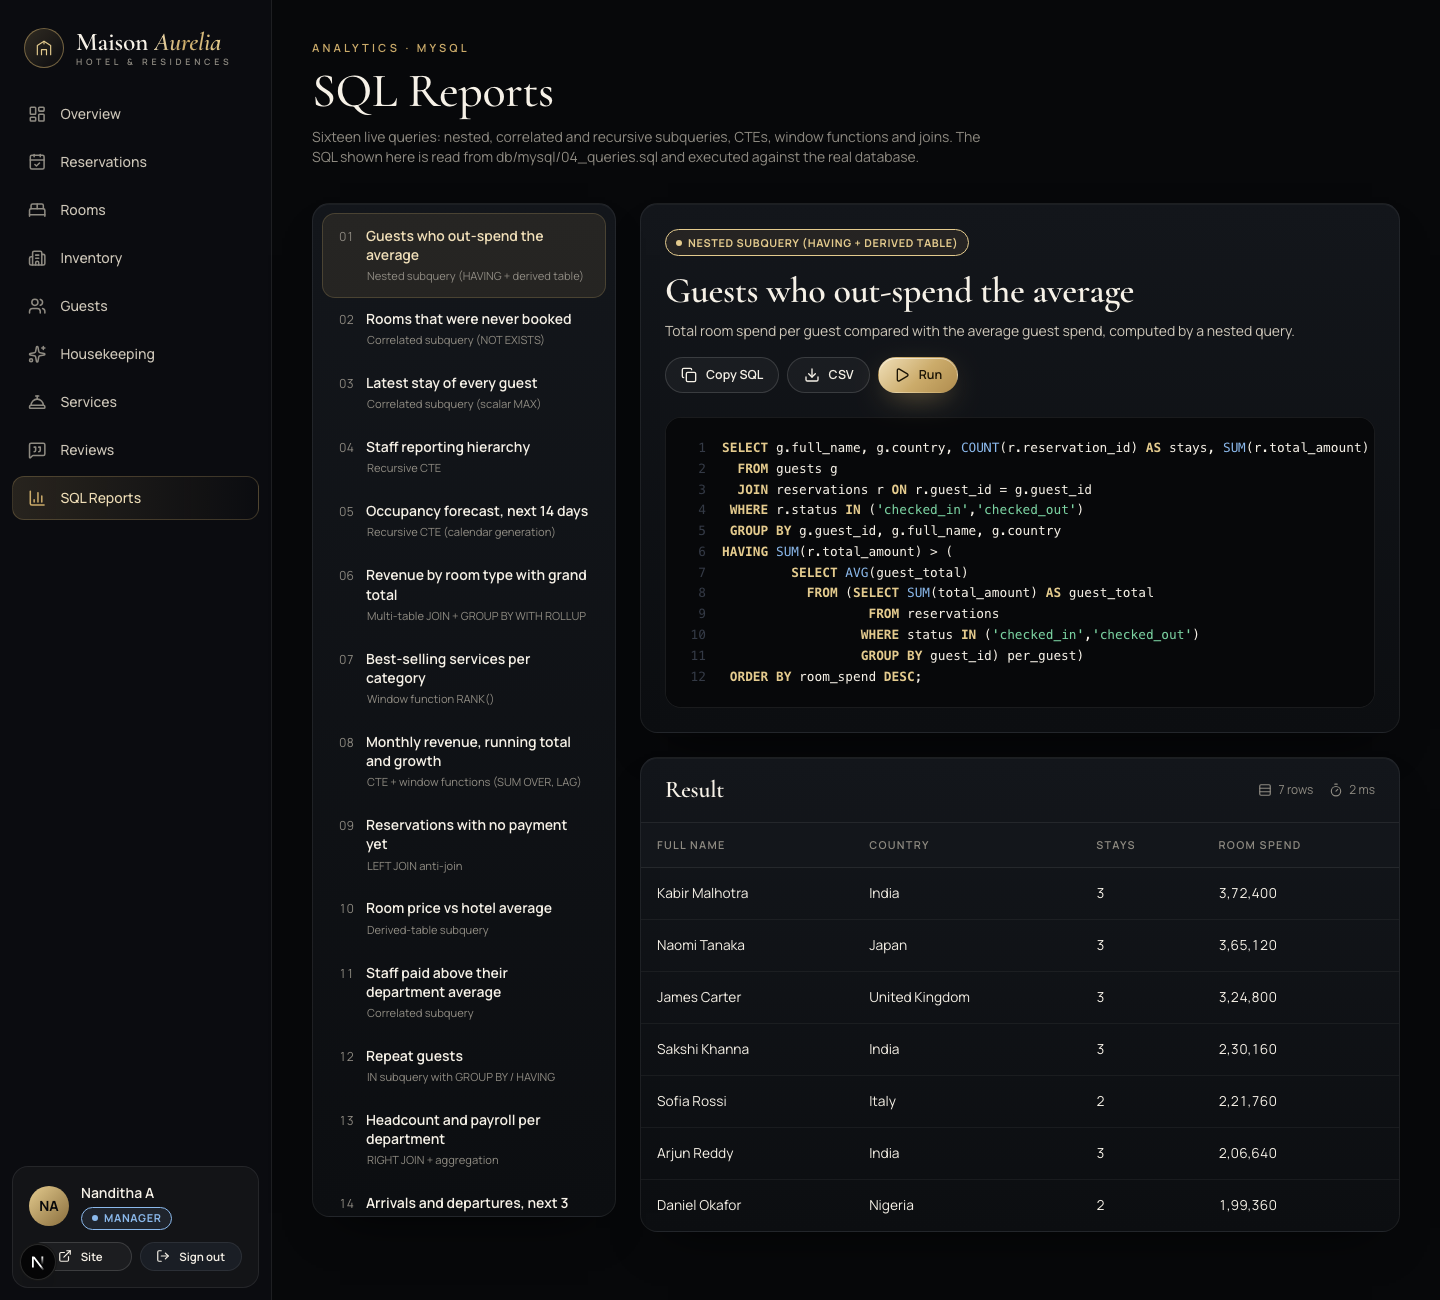 Maison Aurelia
HOTEL & RESIDENCES
Overview
Reservations
Rooms
Inventory
Guests
Housekeeping
Services
Reviews
SQL Reports
NA
Nanditha A
MANAGER
N
Site
Sign out
ANALYTICS · MYSQL
SQL Reports
Sixteen live queries: nested, correlated and recursive subqueries, CTEs, window functions and joins. The
SQL shown here is read from db/mysql/04_queries.sql and executed against the real database.
01 Guests who out-spend the
average
Nested subquery (HAVING + derived table)
02 Rooms that were never booked
Correlated subquery (NOT EXISTS)
03 Latest stay of every guest
Correlated subquery (scalar MAX)
04 Staff reporting hierarchy
Recursive CTE
05 Occupancy forecast, next 14 days
Recursive CTE (calendar generation)
06 Revenue by room type with grand
total
Multi-table JOIN + GROUP BY WITH ROLLUP
07 Best-selling services per
category
Window function RANK()
08 Monthly revenue, running total
and growth
CTE + window functions (SUM OVER, LAG)
09 Reservations with no payment
yet
LEFT JOIN anti-join
10 Room price vs hotel average
Derived-table subquery
11 Staff paid above their
department average
Correlated subquery
12 Repeat guests
IN subquery with GROUP BY / HAVING
13 Headcount and payroll per
department
RIGHT JOIN + aggregation
14 Arrivals and departures, next 3
NESTED SUBQUERY (HAVING + DERIVED TABLE)
Guests who out-spend the average
Total room spend per guest compared with the average guest spend, computed by a nested query.
Copy SQL
CSV
Run
1 SELECT g.full_name, g.country, COUNT(r.reservation_id) AS stays, SUM(r.total_amount)
2 FROM guests g
3 JOIN reservations r ON r.guest_id = g.guest_id
4 WHERE r.status IN ('checked_in','checked_out')
5 GROUP BY g.guest_id, g.full_name, g.country
6 HAVING SUM(r.total_amount) > (
7 SELECT AVG(guest_total)
8 FROM (SELECT SUM(total_amount) AS guest_total
9 FROM reservations
10 WHERE status IN ('checked_in','checked_out')
11 GROUP BY guest_id) per_guest)
12 ORDER BY room_spend DESC;
Result
7 rows
2 ms
FULL NAME COUNTRY STAYS ROOM SPEND
Kabir Malhotra India 3 3,72,400
Naomi Tanaka Japan 3 3,65,120
James Carter United Kingdom 3 3,24,800
Sakshi Khanna India 3 2,30,160
Sofia Rossi Italy 2 2,21,760
Arjun Reddy India 3 2,06,640
Daniel Okafor Nigeria 2 1,99,360